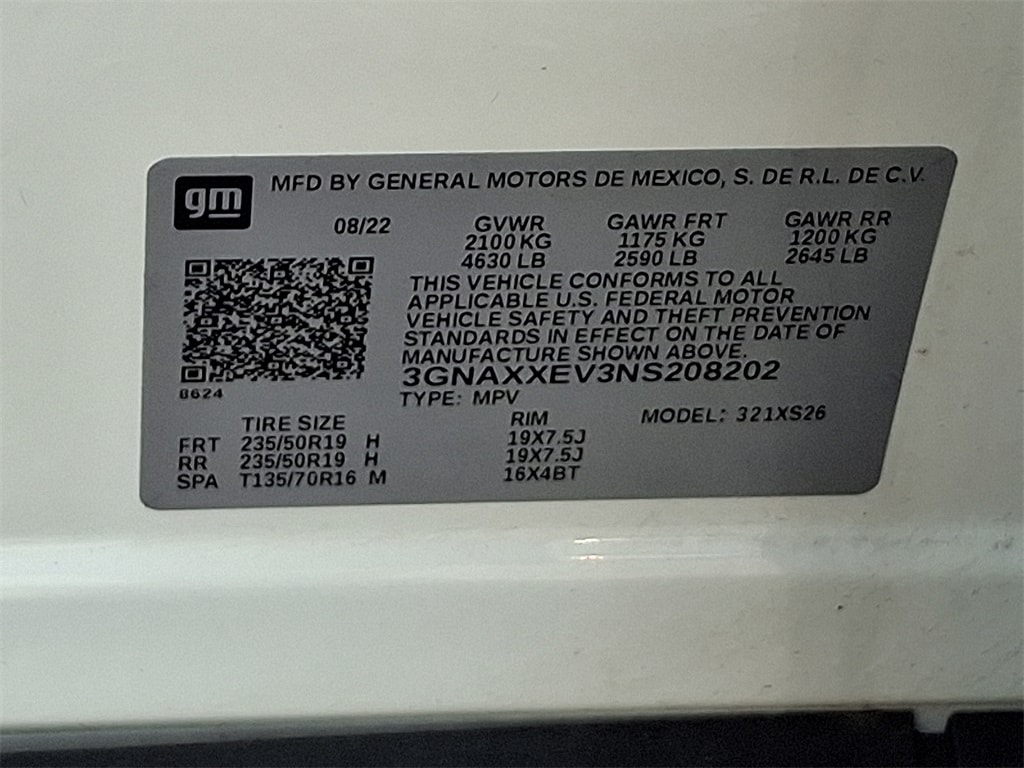 gm MFD BY GENERAL MOTORS DE MEXICO, S. DE R.L. DE C.V.
08/22 GVWR GAWR FRT GAWR RR
2100 KG 1175 KG 1200 KG
4630 LB 2590 LB 2645 LB
THIS VEHICLE CONFORMS TO ALL
APPLICABLE U.S. FEDERAL MOTOR
VEHICLE SAFETY AND THEFT PREVENTION
STANDARDS IN EFFECT ON THE DATE OF
MANUFACTURE SHOWN ABOVE.
3GNAXXEV3NS208202
8624
TYPE: MPV MODEL: 321XS26
TIRE SIZE RIM
FRT 235/50R19 H 19X7.5J
RR 235/50R19 H 19X7.5J
SPA T135/70R16 M 16X4BT